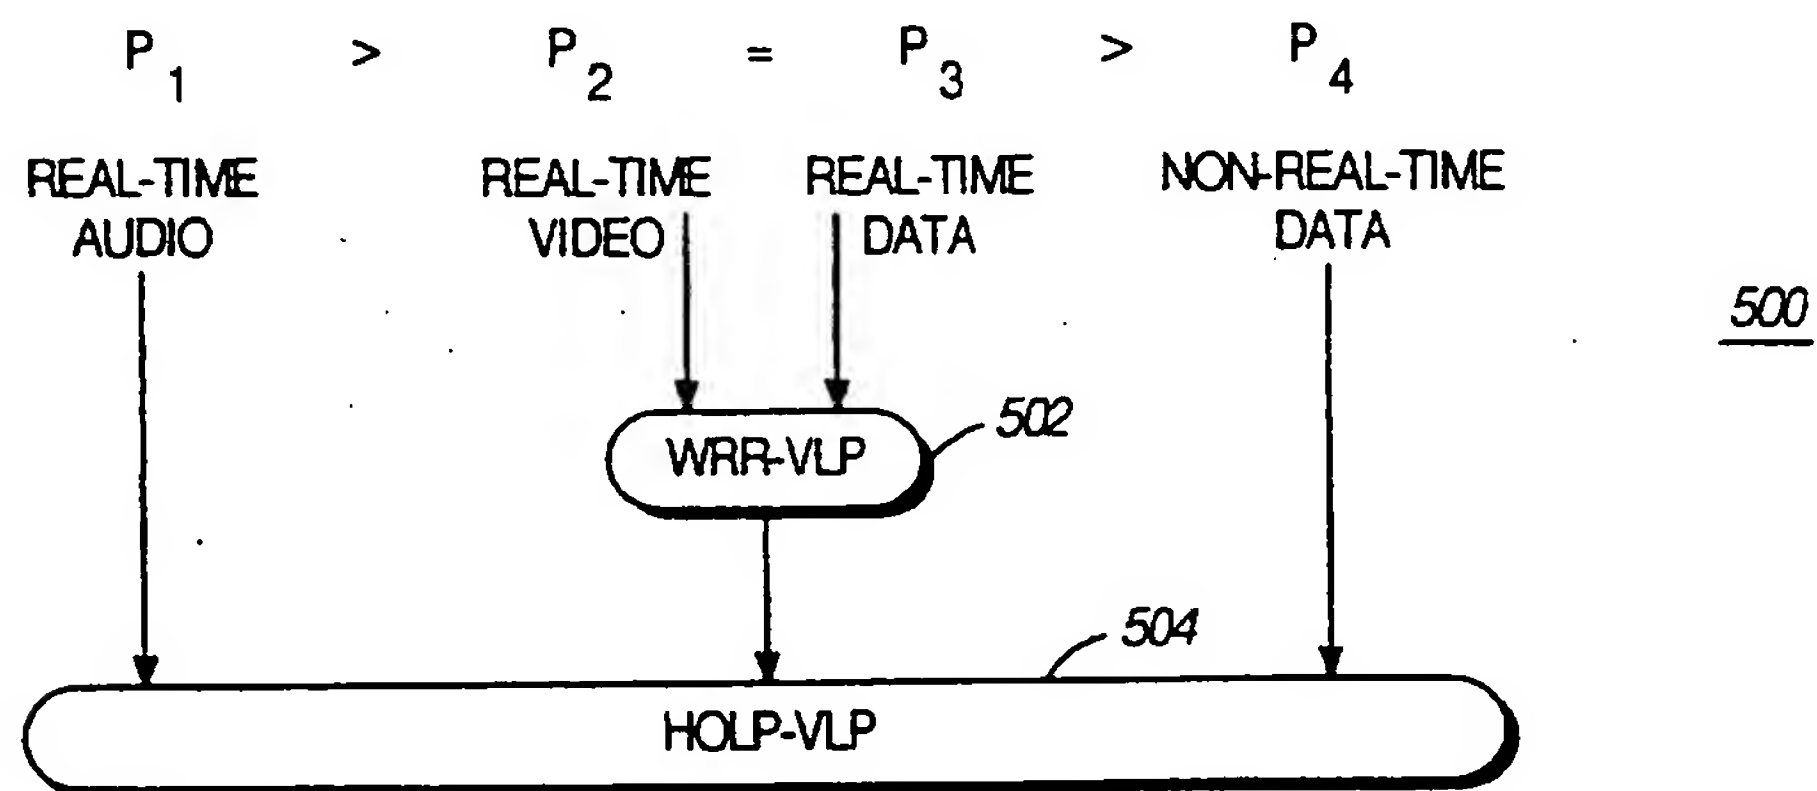 P1 > P2 = P3 > P4
REAL-TIME AUDIO
REAL-TIME VIDEO
REAL-TIME DATA
NON-REAL-TIME DATA
500
WRR-VLP
502
504
HOLP-VLP